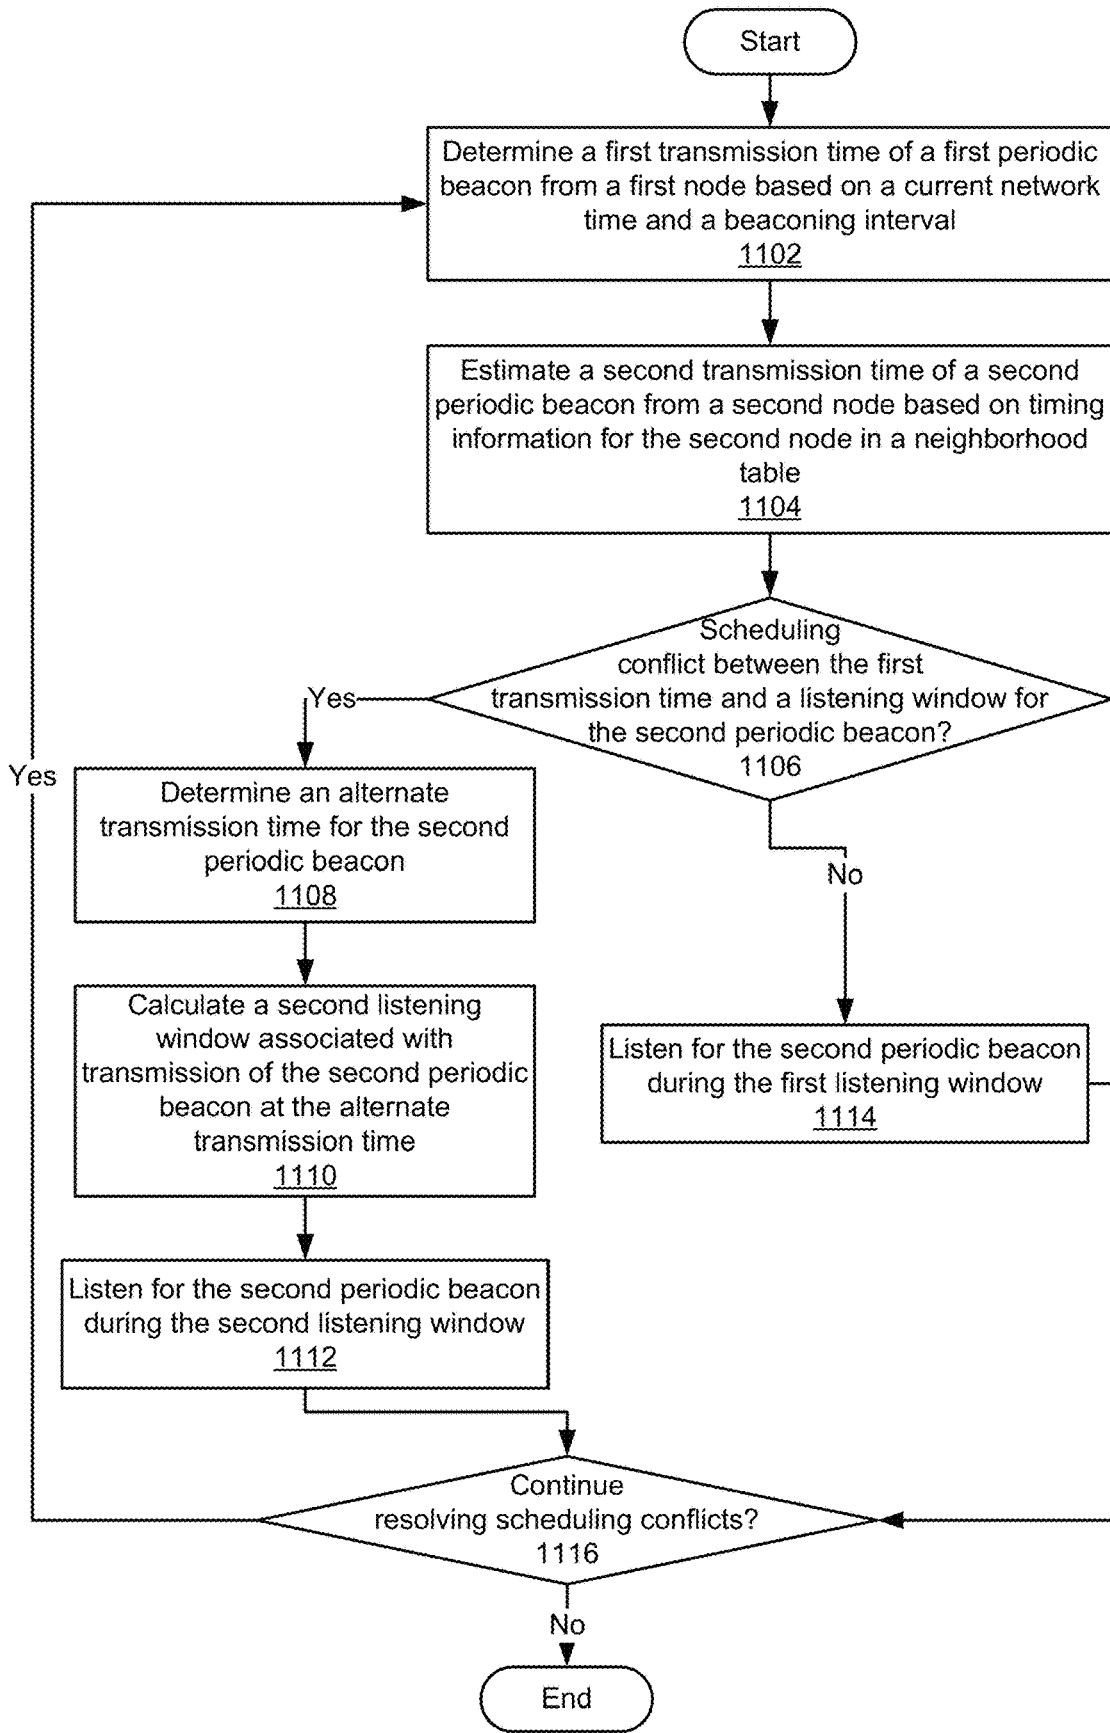 Start
Determine a first transmission time of a first periodic
beacon from a first node based on a current network
time and a beaconing interval
1102
Estimate a second transmission time of a second
periodic beacon from a second node based on timing
information for the second node in a neighborhood
table
1104
Scheduling
conflict between the first
transmission time and a listening window for
the second periodic beacon?
1106
Yes
No
Yes
Determine an alternate
transmission time for the second
periodic beacon
1108
Calculate a second listening
window associated with
transmission of the second periodic
beacon at the alternate
transmission time
1110
Listen for the second periodic beacon
during the first listening window
1114
Listen for the second periodic beacon
during the second listening window
1112
Continue
resolving scheduling conflicts?
1116
No
End